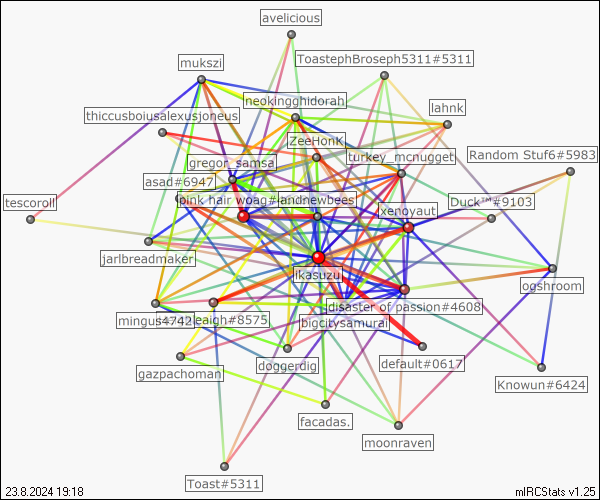 avelicious
ToastephBroseph5311#5311
mukszi
neokingghidorah
lahnk
thiccusboiusalexusjoneus
ZeeHonK
turkey_mcnugget
Random Stuf6#5983
gregor_samsa
asad#6947
pink hair woag#
andrewbees
Duck™#9103
tescoroll
xenoyaut
jarlbreadmaker
ikasuzu
ogshroom
disaster of passion#4608
mingus4742
leigh#8575
bigcitysamurai
doggerdig
default#0617
gazpachoman
Knowun#6424
facadas.
moonraven
Toast#5311
23.8.2024 19:18
mIRCStats v1.25